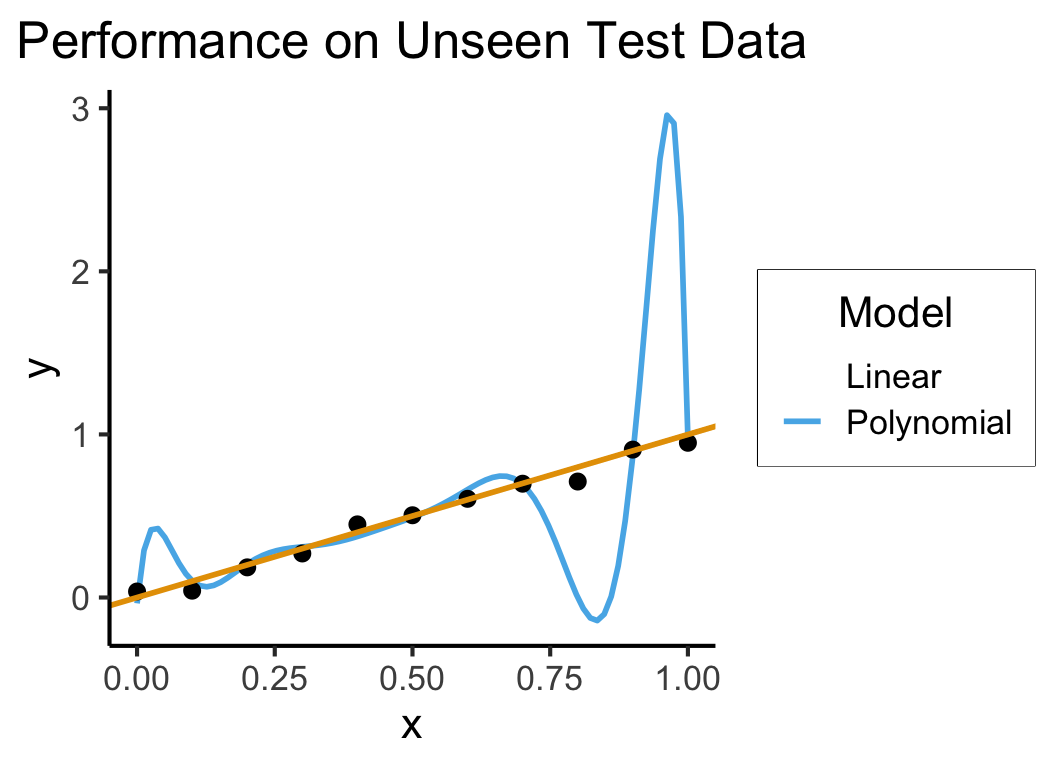 Performance on Unseen Test Data
3
2
1
0
y
0.00 0.25 0.50 0.75 1.00
x
Model
Linear
Polynomial